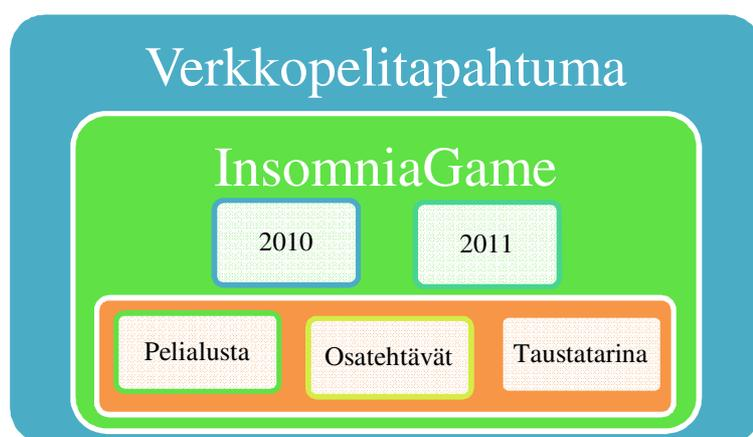 Verkkopelitapahtuma
InsomniaGame
2010
2011
Pelialusta
Osatehtävät
Taustatarina